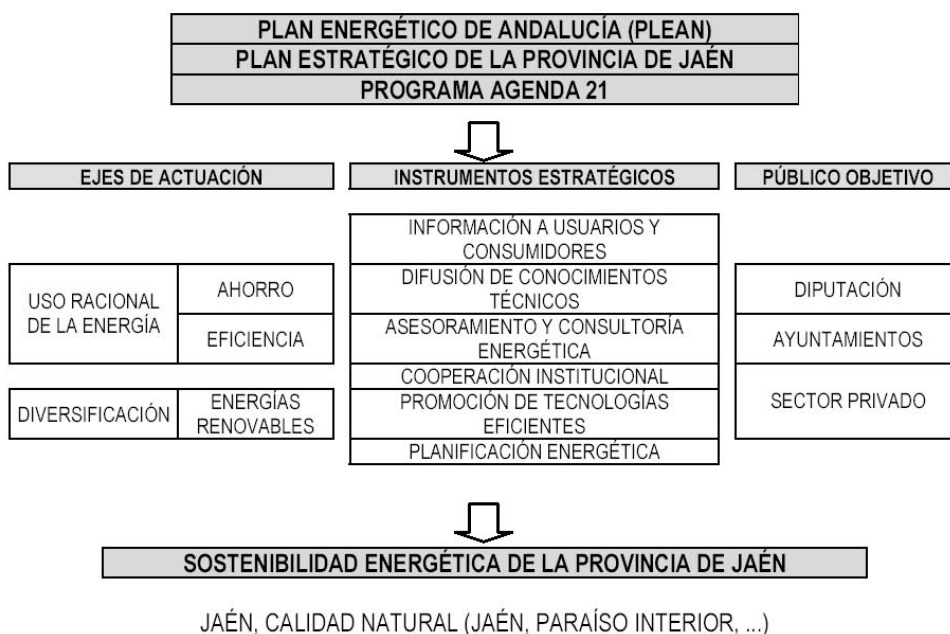 PLAN ENERGÉTICO DE ANDALUCÍA (PLEAN)
PLAN ESTRATÉGICO DE LA PROVINCIA DE JAÉN
PROGRAMA AGENDA 21
EJES DE ACTUACIÓN
USO RACIONAL
DE LA ENERGÍA
AHORRO
EFICIENCIA
DIVERSIFICACIÓN
ENERGÍAS
RENOVABLES
INSTRUMENTOS ESTRATÉGICOS
INFORMACIÓN A USUARIOS Y
CONSUMIDORES
DIFUSIÓN DE CONOCIMIENTOS
TÉCNICOS
ASESORAMIENTO Y CONSULTORÍA
ENERGÉTICA
COOPERACIÓN INSTITUCIONAL
PROMOCIÓN DE TECNOLOGÍAS
EFICIENTES
PLANIFICACIÓN ENERGÉTICA
PÚBLICO OBJETIVO
DIPUTACIÓN
AYUNTAMIENTOS
SECTOR PRIVADO
SOSTENIBILIDAD ENERGÉTICA DE LA PROVINCIA DE JAÉN
JAÉN, CALIDAD NATURAL (JAÉN, PARAÍSO INTERIOR, ...)